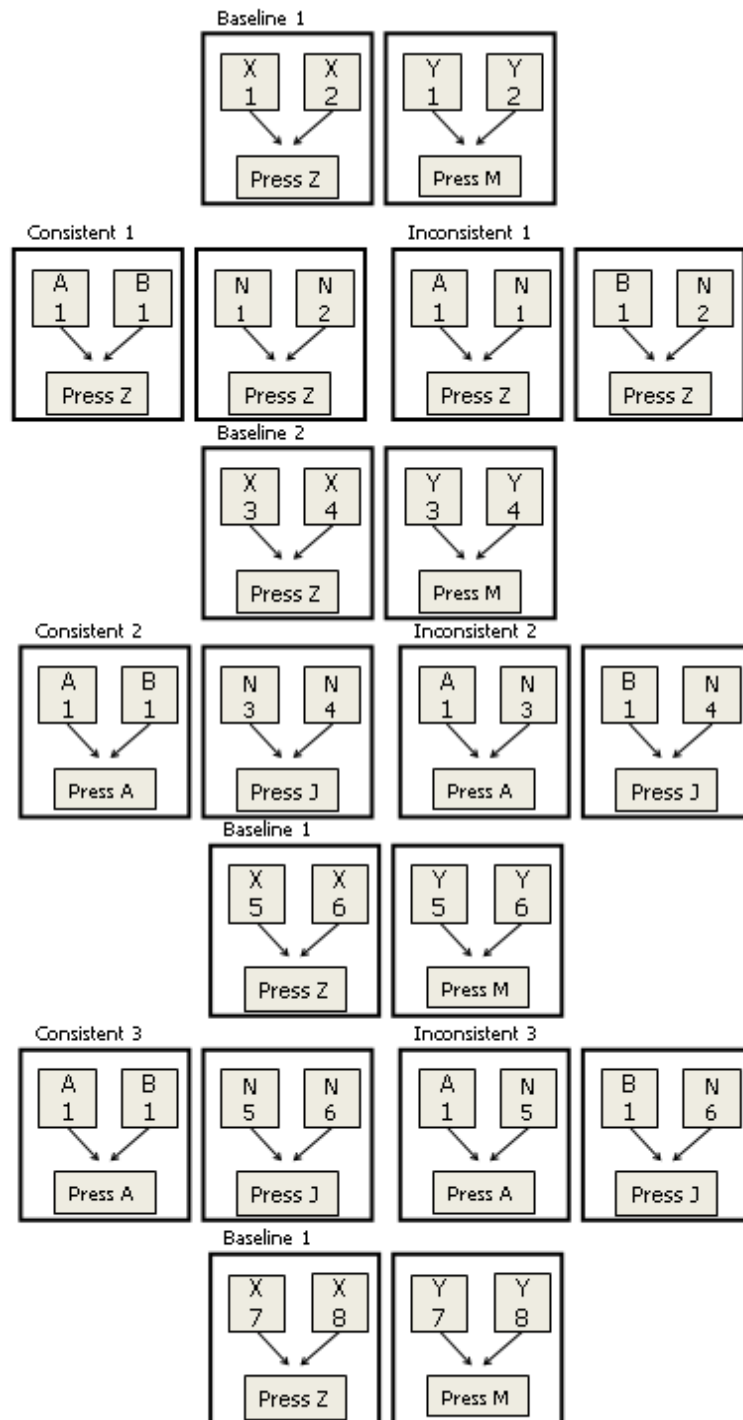 Baseline 1
X X Y Y
1 2 1 2
Press Z Press M
Consistent 1 Inconsistent 1
A B N N A N B N
1 1 1 2 1 1 1 2
Press Z Press Z Press Z Press Z
Baseline 2
X X Y Y
3 4 3 4
Press Z Press M
Consistent 2 Inconsistent 2
A B N N A N B N
1 1 3 4 1 3 1 4
Press A Press J Press A Press J
Baseline 1
X X Y Y
5 6 5 6
Press Z Press M
Consistent 3 Inconsistent 3
A B N N A N B N
1 1 5 6 1 5 1 6
Press A Press J Press A Press J
Baseline 1
X X Y Y
7 8 7 8
Press Z Press M